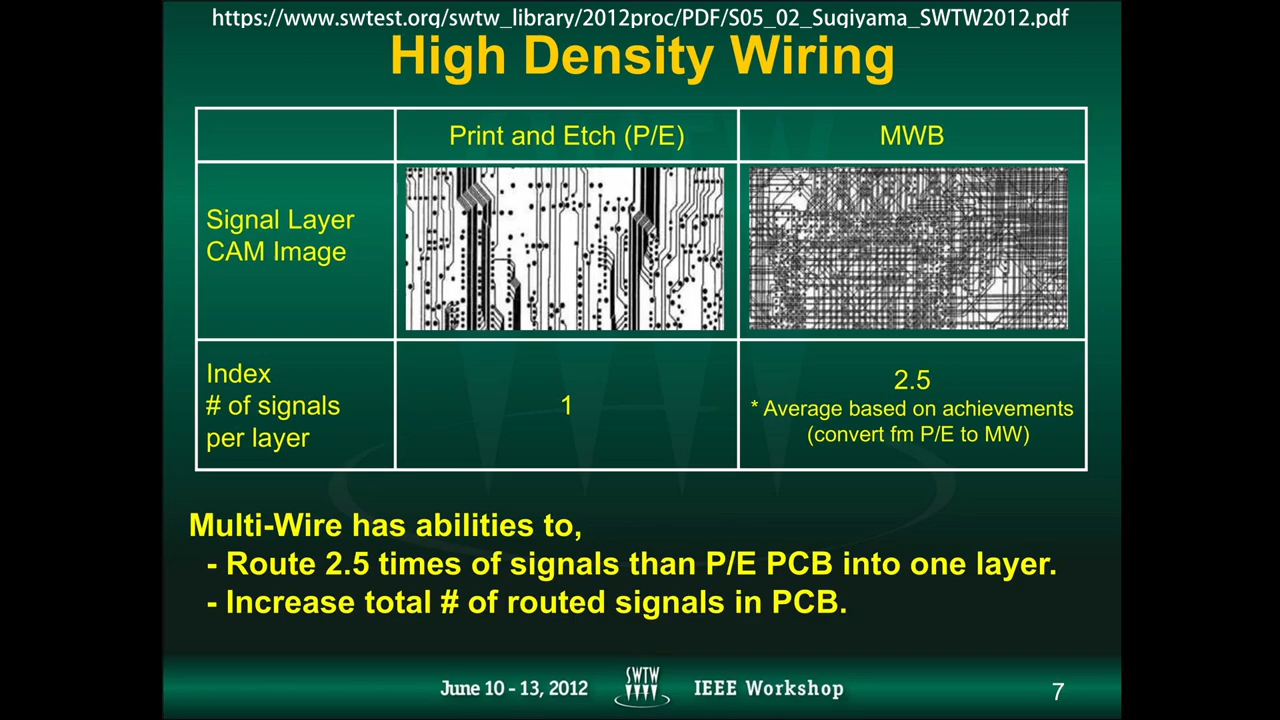 https://www.swtest.org/swtw_library/2012proc/PDF/S05_02_Sugiyama_SWTW2012.pdf
High Density Wiring
Print and Etch (P/E)
MWB
Signal Layer
CAM Image
Index
# of signals
per layer
1
2.5
* Average based on achievements
(convert fm P/E to MW)
Multi-Wire has abilities to,
- Route 2.5 times of signals than P/E PCB into one layer.
- Increase total # of routed signals in PCB.
June 10 - 13, 2012
SWTW
IEEE Workshop
7